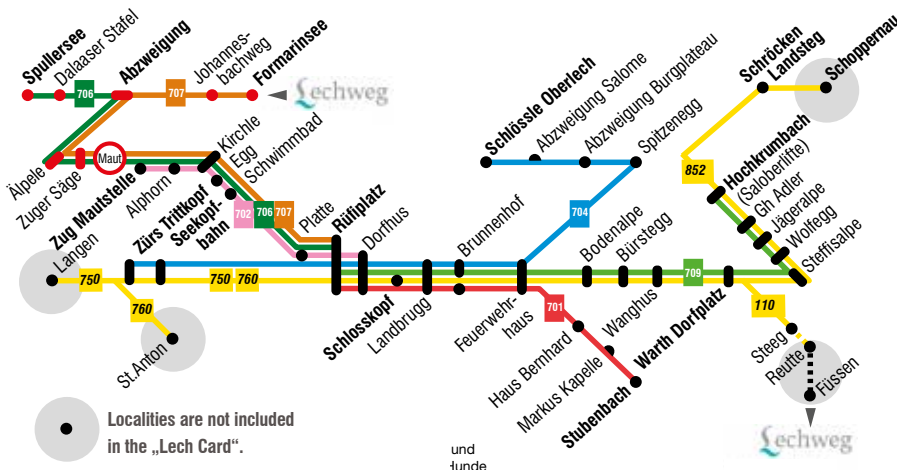 Spullersee
Dalaaser Stafel
Abzweigung
Johannes-
bachweg
Formarinsee
706
707
Lechweg
Älpele
Zuger Säge
Maut
Kirchle
Egg
Schwimmbad
Zug Mautstelle
Alphorn
702
706
707
Platte
Rüfiplatz
Dorfhus
Zürs Trittkopf
Seekopf-
bahn
Langen
750
760
St.Anton
750
760
Schlosskopf
Landbrugg
Brunnenhof
Feuerwehr-
haus
Schlössle Oberlech
Abzweigung Salome
Abzweigung Burgplateau
Spitzenegg
704
Bodenalpe
Bürstegg
701
Haus Bernhard
Markus Kapelle
Stubenbach
Wanghus
Warth Dorfplatz
709
Schröcken
Landsteg
Schoppernau
852
Hochkrumbach
(Saloberlifte)
Gh Adler
Jägeralpe
Wolfegg
Steffisalpe
110
Steeg
Reutte
Füssen
Lechweg
Localities are not included
in the „Lech Card“.
und
Hunde